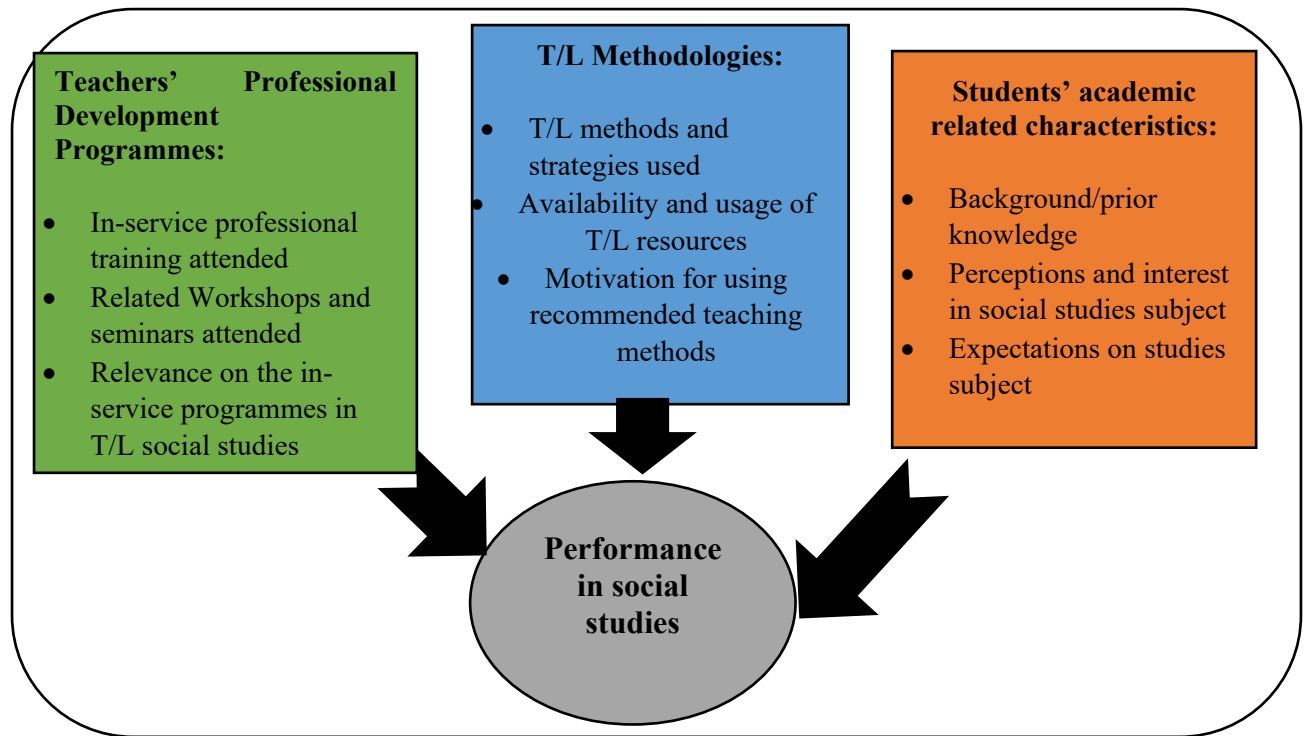 Teachers’ Professional
Development
Programmes:
• In-service professional
training attended
• Related Workshops and
seminars attended
• Relevance on the in-
service programmes in
T/L social studies
T/L Methodologies:
• T/L methods and
strategies used
• Availability and usage of
T/L resources
• Motivation for using
recommended teaching
methods
Students’ academic
related characteristics:
• Background/prior
knowledge
• Perceptions and interest
in social studies subject
• Expectations on studies
subject
Performance
in social
studies